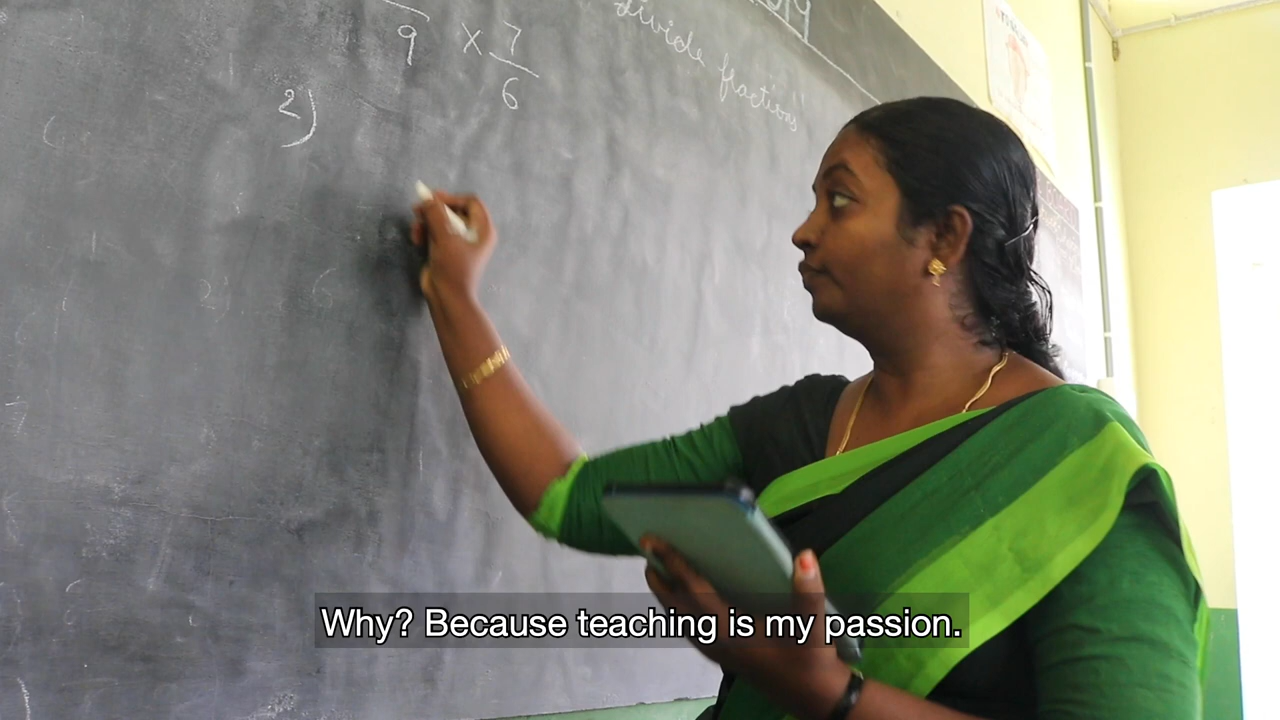 divide fractions
9 × 7
6
2)
Why? Because teaching is my passion.